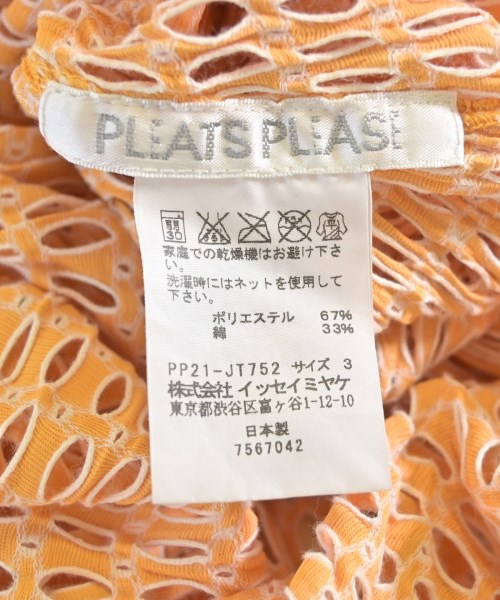 PLEATS PLEASE
家庭での乾燥機はお避け下さ
い。
洗濯時にはネットを使用して
下さい。
ポリエステル 67%
綿 33%
PP21-JT752 サイズ 3
株式会社 イッセイミヤケ
東京都渋谷区富ヶ谷1-12-10
日本製
7567042